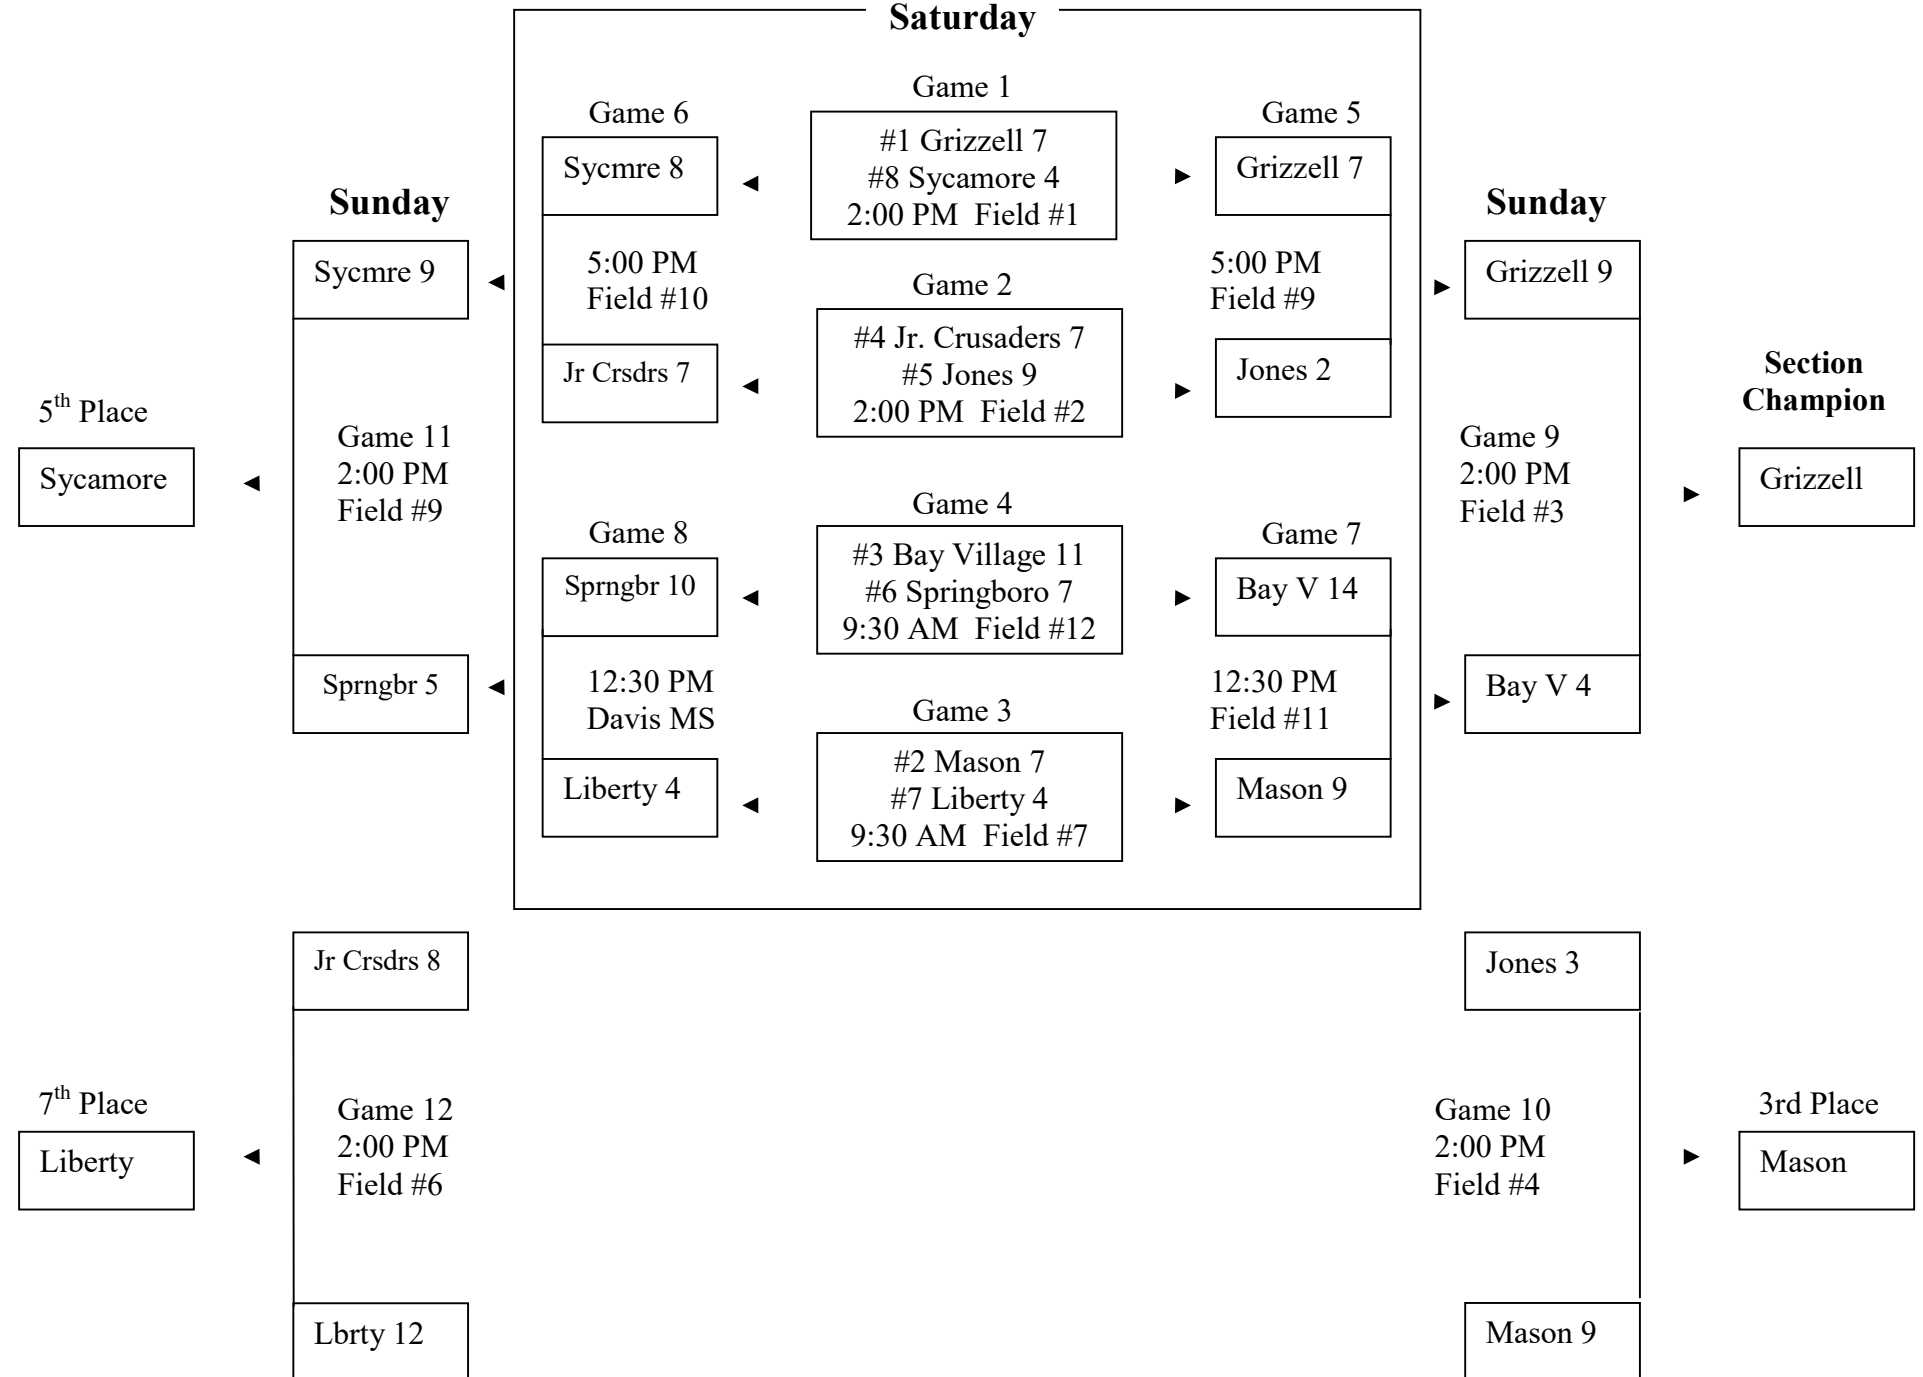 Saturday
Game 1
Game 6
Game 5
#1 Grizzell 7
#8 Sycamore 4
2:00 PM Field #1
Sycmre 8
Grizzell 7
Sunday
Sunday
Sycmre 9
5:00 PM
Field #10
5:00 PM
Field #9
Grizzell 9
Game 2
#4 Jr. Crusaders 7
#5 Jones 9
2:00 PM Field #2
Jr Crsdrs 7
Jones 2
Section
Champion
5th Place
Sycamore
Game 11
2:00 PM
Field #9
Game 9
2:00 PM
Field #3
Grizzell
Game 4
Game 8
Game 7
#3 Bay Village 11
#6 Springboro 7
9:30 AM Field #12
Sprngbr 10
Bay V 14
Sprngbr 5
12:30 PM
Davis MS
12:30 PM
Field #11
Bay V 4
Game 3
#2 Mason 7
#7 Liberty 4
9:30 AM Field #7
Liberty 4
Mason 9
Jr Crsdrs 8
Jones 3
7th Place
Liberty
Game 12
2:00 PM
Field #6
Game 10
2:00 PM
Field #4
3rd Place
Mason
Lbrty 12
Mason 9